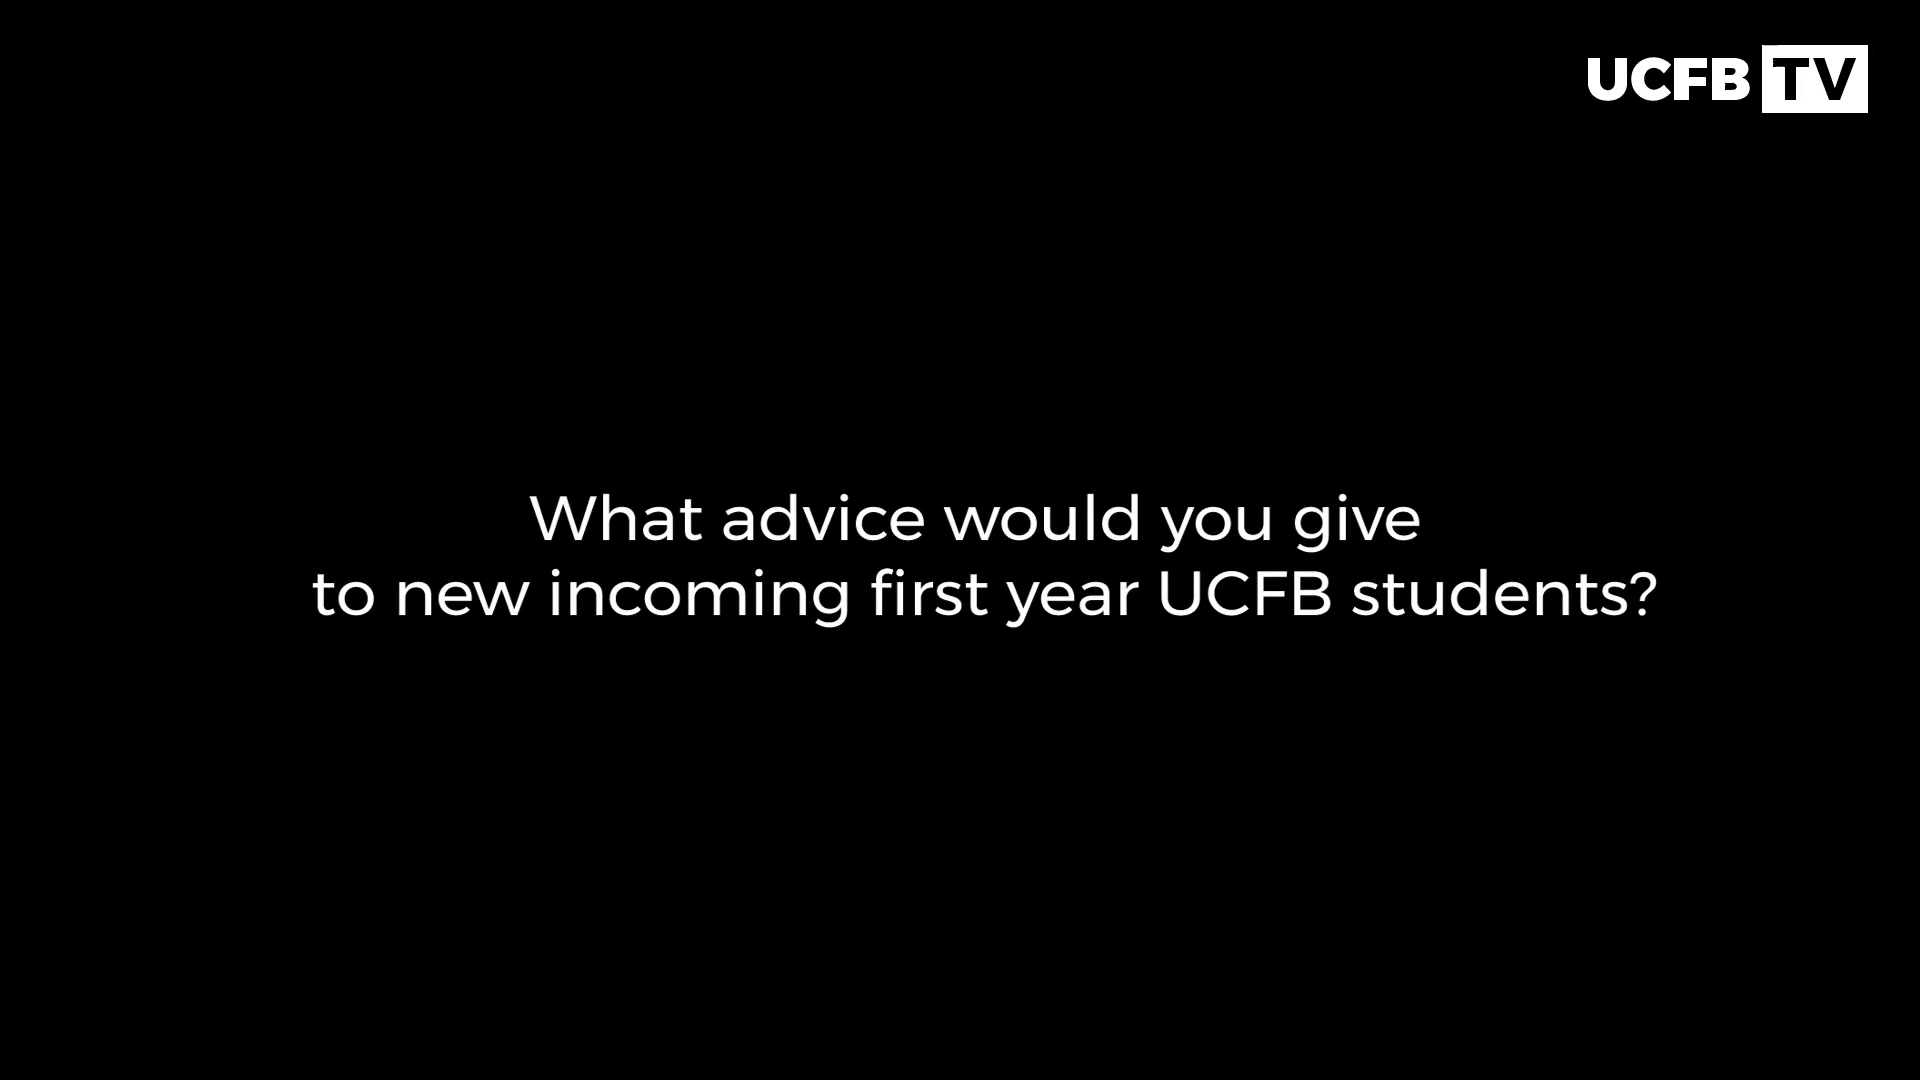 UCFB TV
What advice would you give
to new incoming first year UCFB students?